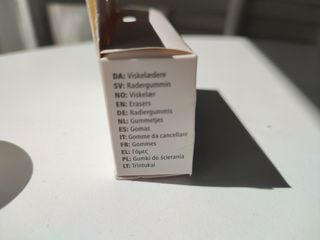 DA: Viskelædere
SV: Radergummin
NO: Viskelær
EN: Erasers
DE: Radiergummis
NL: Gummetjes
ES: Gomas
IT: Gomme da cancellare
FR: Gommes
EL: Γόμες
PL: Gumki do ścierania
LT: Trintukai